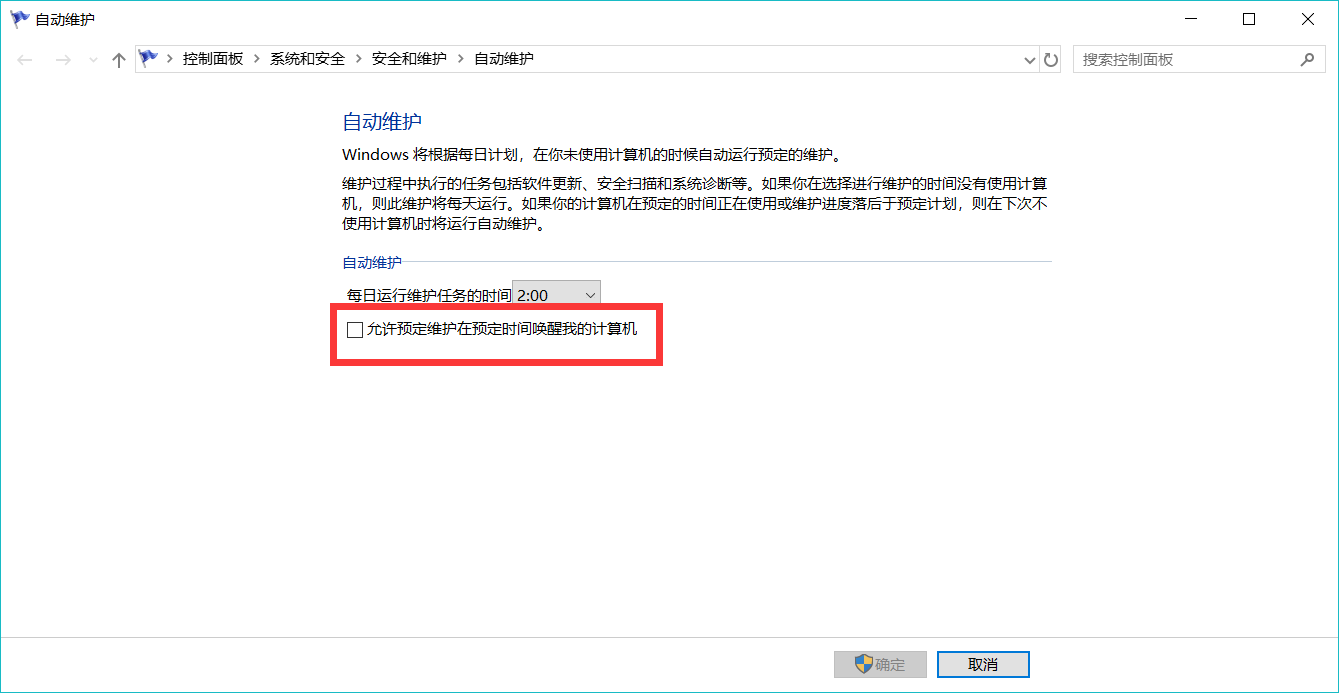 自动维护
控制面板 系统和安全 安全和维护 自动维护
搜索控制面板
自动维护
Windows 将根据每日计划，在你未使用计算机的时候自动运行预定的维护。
维护过程中执行的任务包括软件更新、安全扫描和系统诊断等。如果你在选择进行维护的时间没有使用计算
机，则此维护将每天运行。如果你的计算机在预定的时间正在使用或维护进度落后于预定计划，则在下次不
使用计算机时将运行自动维护。
自动维护
每日运行维护任务的时间 2:00
允许预定维护在预定时间唤醒我的计算机
确定 取消